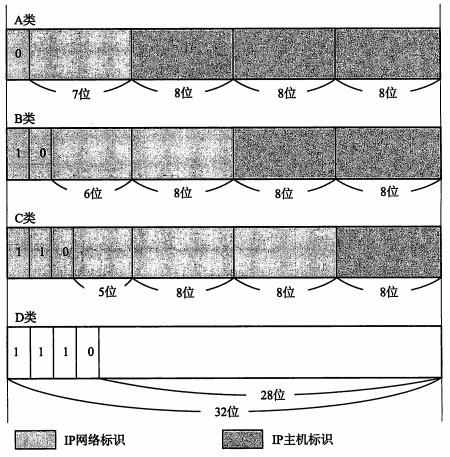 A类
0
7位 8位 8位 8位
B类
1 0
6位 8位 8位 8位
C类
1 1 0
5位 8位 8位 8位
D类
1 1 1 0
28位
32位
IP网络标识 IP主机标识